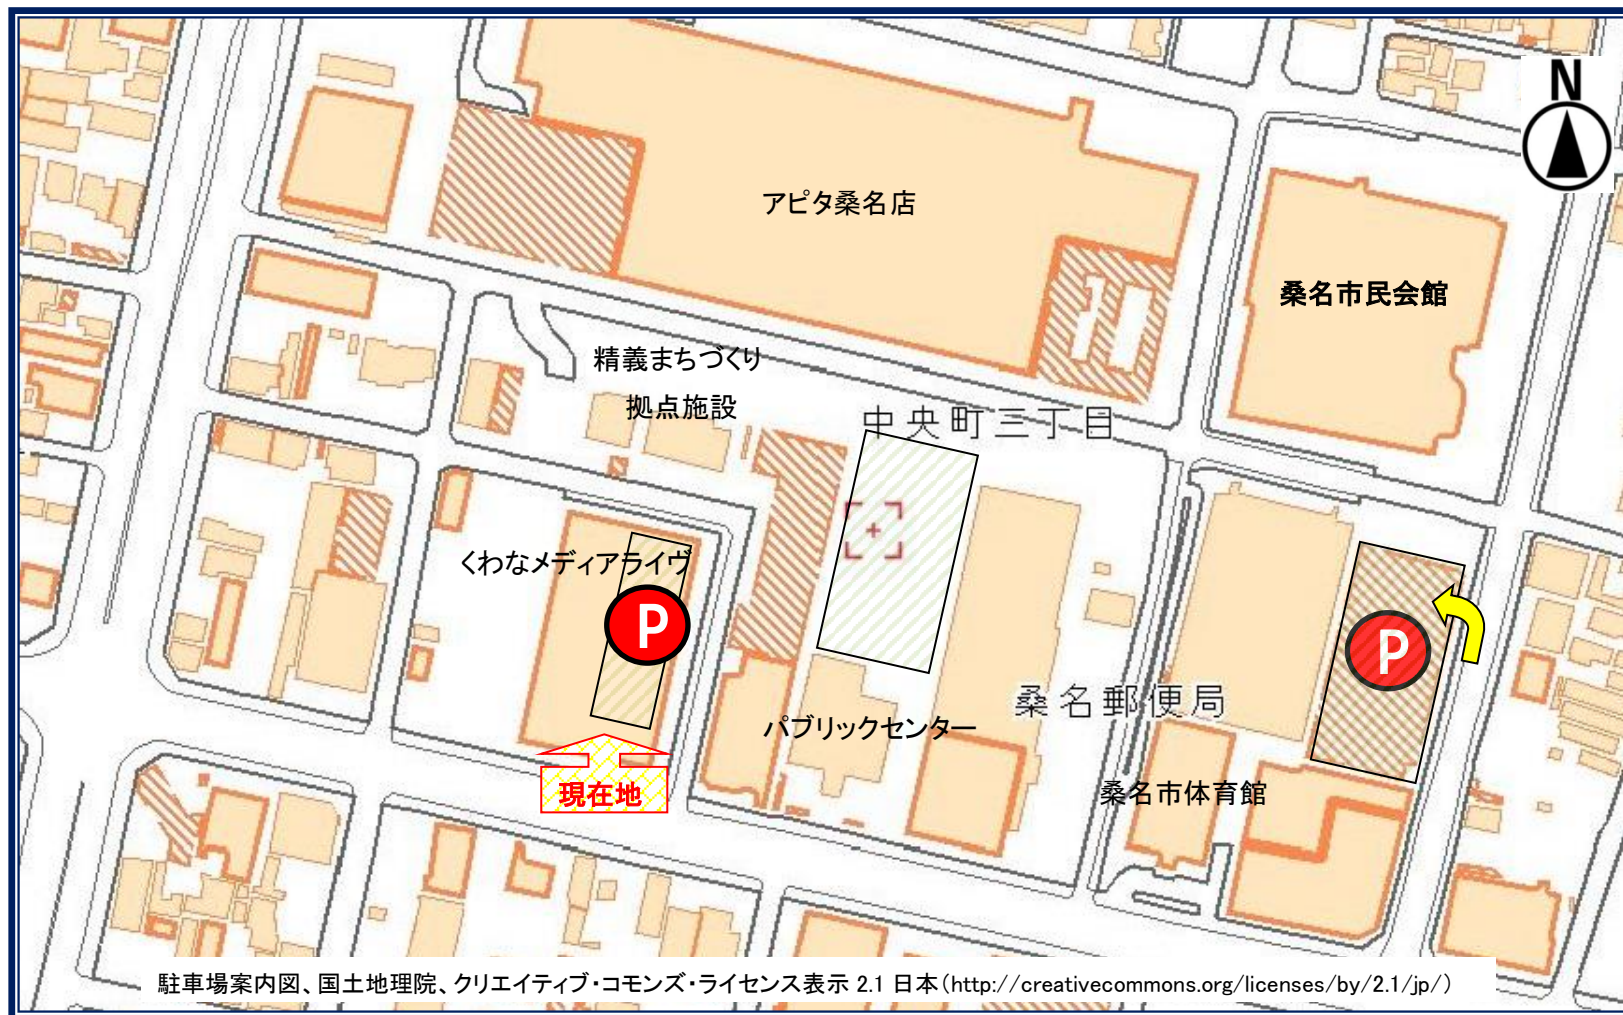 N
アピタ桑名店
桑名市民会館
精義まちづくり
拠点施設
中央町三丁目
くわなメディアライヴ
P
P
桑名郵便局
パブリックセンター
現在地
桑名市体育館
駐車場案内図、国土地理院、クリエイティブ・コモンズ・ライセンス表示 2.1 日本(http://creativecommons.org/licenses/by/2.1/jp/)